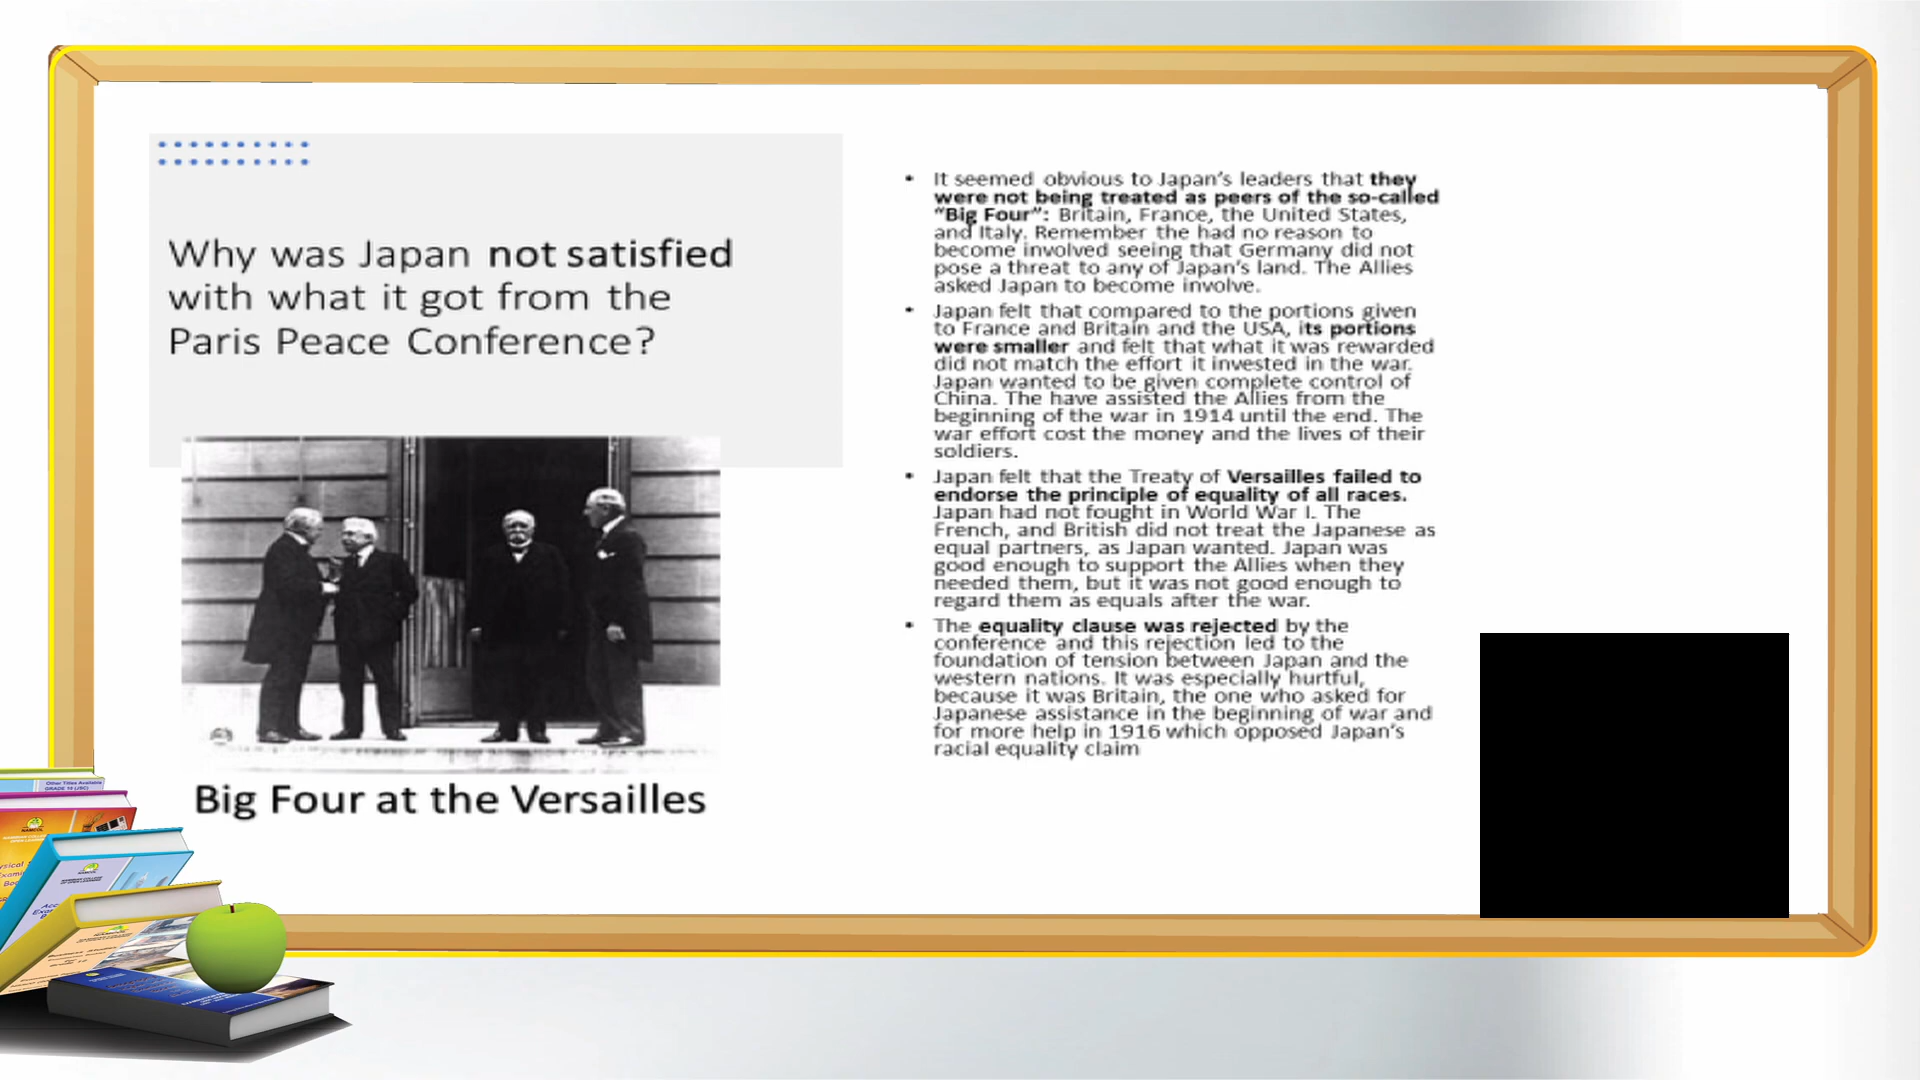 Why was Japan not satisfied
with what it got from the
Paris Peace Conference?
Big Four at the Versailles
• It seemed obvious to Japan's leaders that they
were not being treated as peers of the so-called
"Big Four": Britain, France, the United States,
and Italy. Remember the had no reason to
become involved seeing that Germany did not
pose a threat to any of Japan's land. The Allies
asked Japan to become involve.
• Japan felt that compared to the portions given
to France and Britain and the USA, its portions
were smaller and felt that what it was rewarded
did not match the effort it invested in the war.
Japan wanted to be given complete control of
China. The have assisted the Allies from the
beginning of the war in 1914 until the end. The
war effort cost the money and the lives of their
soldiers.
• Japan felt that the Treaty of Versailles failed to
endorse the principle of equality of all races.
Japan had not fought in World War I. The
French, and British did not treat the Japanese as
equal partners, as Japan wanted. Japan was
good enough to support the Allies when they
needed them, but it was not good enough to
regard them as equals after the war.
• The equality clause was rejected by the
conference and this rejection led to the
foundation of tension between Japan and the
western nations. It was especially hurtful,
because it was Britain, the one who asked for
Japanese assistance in the beginning of war and
for more help in 1916 which opposed Japan's
racial equality claim
Other Titles Available
GRADE 10 (JSC)
NAMCOL